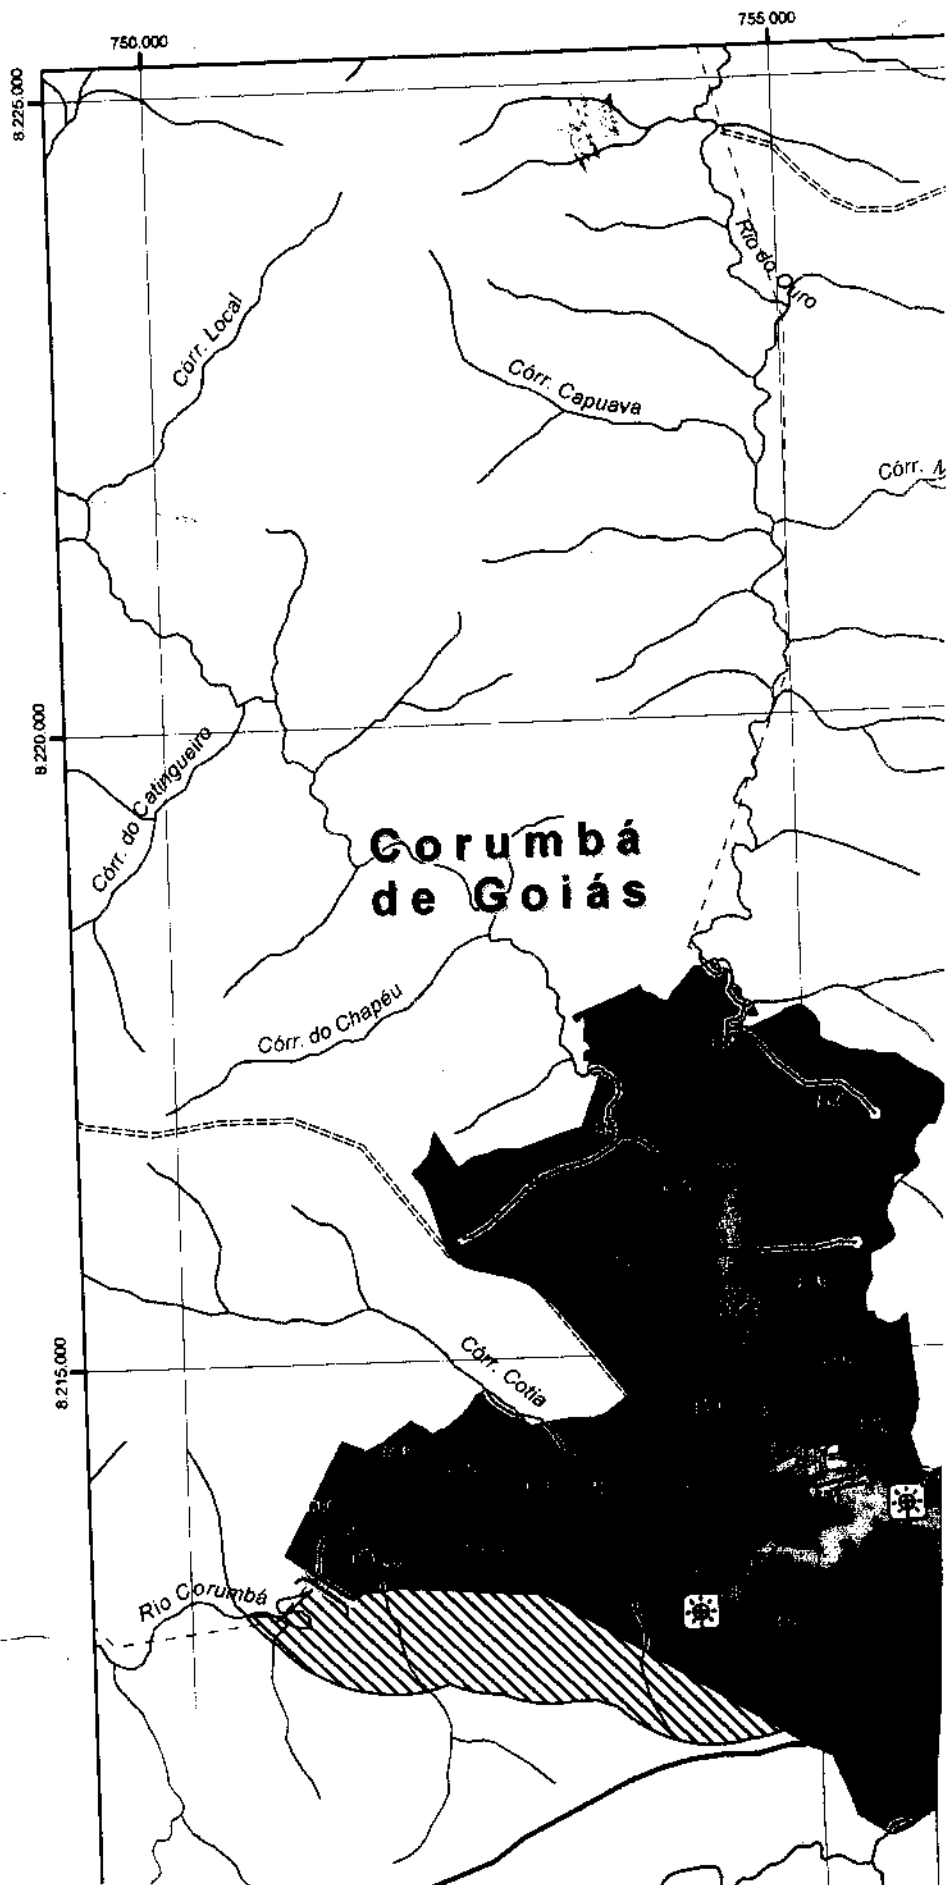 755.000
750.000
8.225.000
Rio do Ouro
Córr. Local
Córr. Capuava
Córr.
8.220.000
Córr. do Catingueiro
Corumbá
de Goiás
Córr. do Chapéu
Córr. Cotia
8.215.000
Rio Corumbá